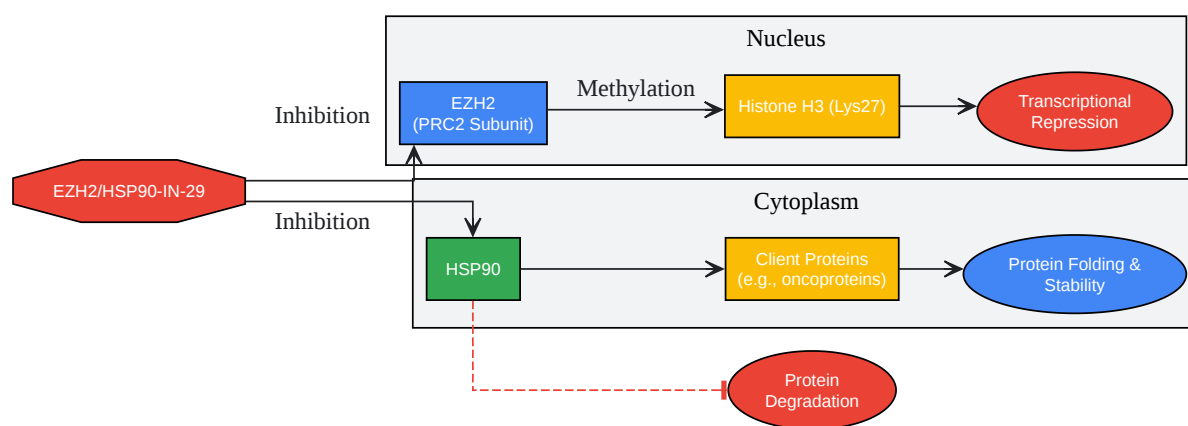 Nucleus
Inhibition
EZH2
(PRC2 Subunit)
Methylation
Histone H3 (Lys27)
Transcriptional
Repression
EZH2/HSP90-IN-29
Inhibition
Cytoplasm
HSP90
Client Proteins
(e.g., oncoproteins)
Protein Folding &
Stability
Protein
Degradation